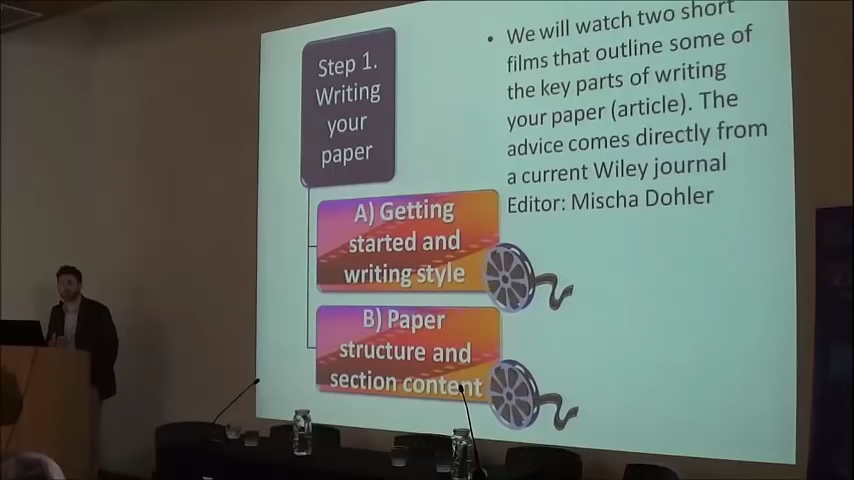 Step 1.
Writing
your
paper
A) Getting
started and
writing style
B) Paper
structure and
section content
• We will watch two short
films that outline some of
the key parts of writing
your paper (article). The
advice comes directly from
a current Wiley journal
Editor: Mischa Dohler